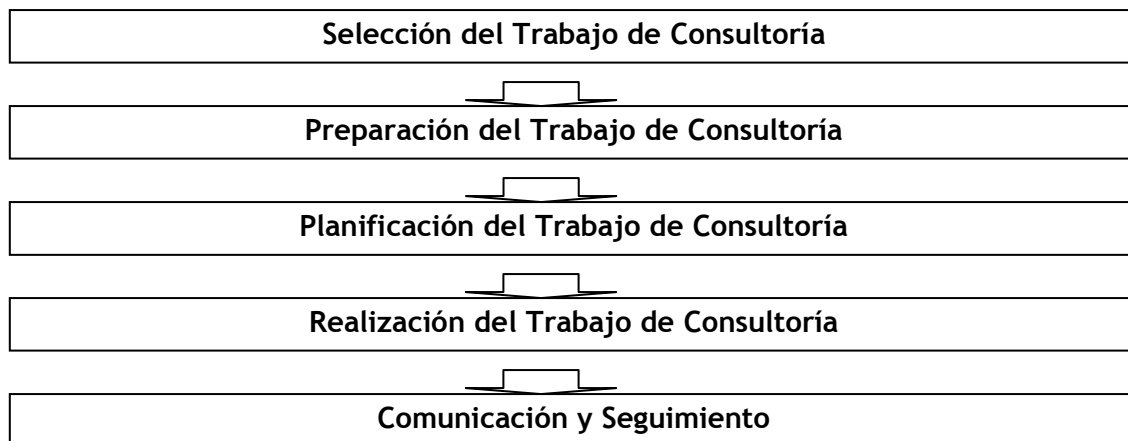 Selección del Trabajo de Consultoría
Preparación del Trabajo de Consultoría
Planificación del Trabajo de Consultoría
Realización del Trabajo de Consultoría
Comunicación y Seguimiento